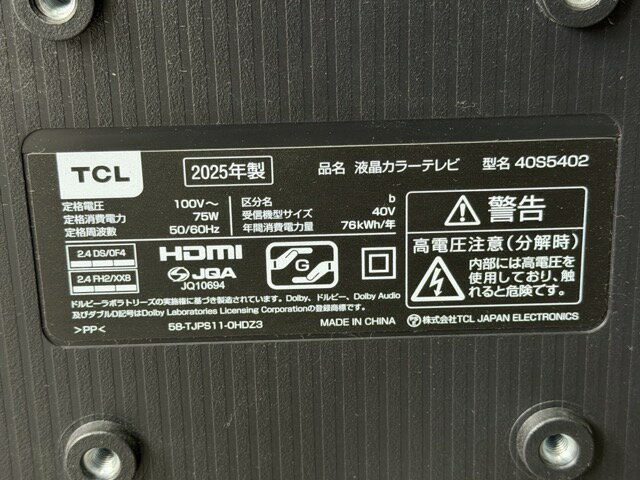 TCL
2025年製
品名 液晶カラーテレビ 型名 40S5402
定格電圧 100V～
定格消費電力 75W
定格周波数 50/60Hz
区分名 b
受信機型サイズ 40V
年間消費電力量 76kWh/年
2.4 DS/OF4
2.4 FH2/XXB
HDMI
JQA
JQ10694
G
警告
高電圧注意(分解時)
内部には高電圧を
使用しており、触れ
ると危険です。
ドルビーラボラトリーズの実施権に基づき製造されています。Dolby、ドルビー、Dolby Audio
及びダブルD記号はDolby Laboratories Licensing Corporationの登録商標です。
>PP<
58-TJPS11-0HDZ3
MADE IN CHINA
株式会社TCL JAPAN ELECTRONICS